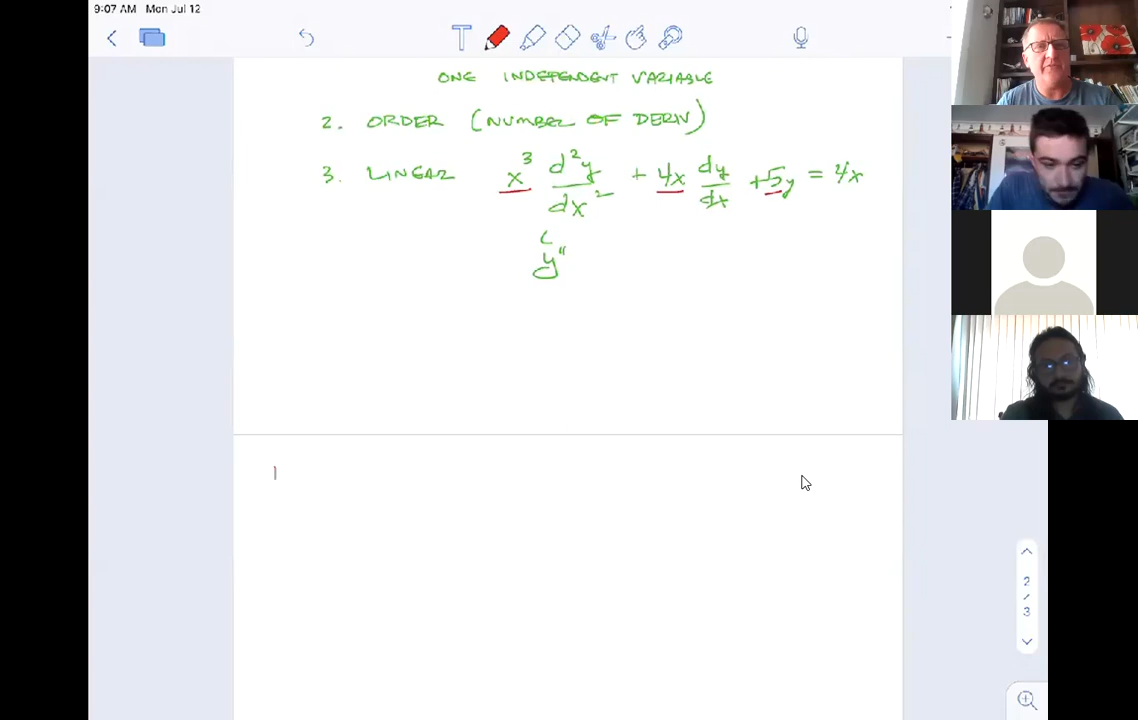 9:07 AM Mon Jul 12
T
ONE INDEPENDENT VARIABLE
2. ORDER (NUMBER OF DERIV)
3. LINEAR x³ d²y/dx² + 4x dy/dx + 5y = 4x
y"
1
2
/
3